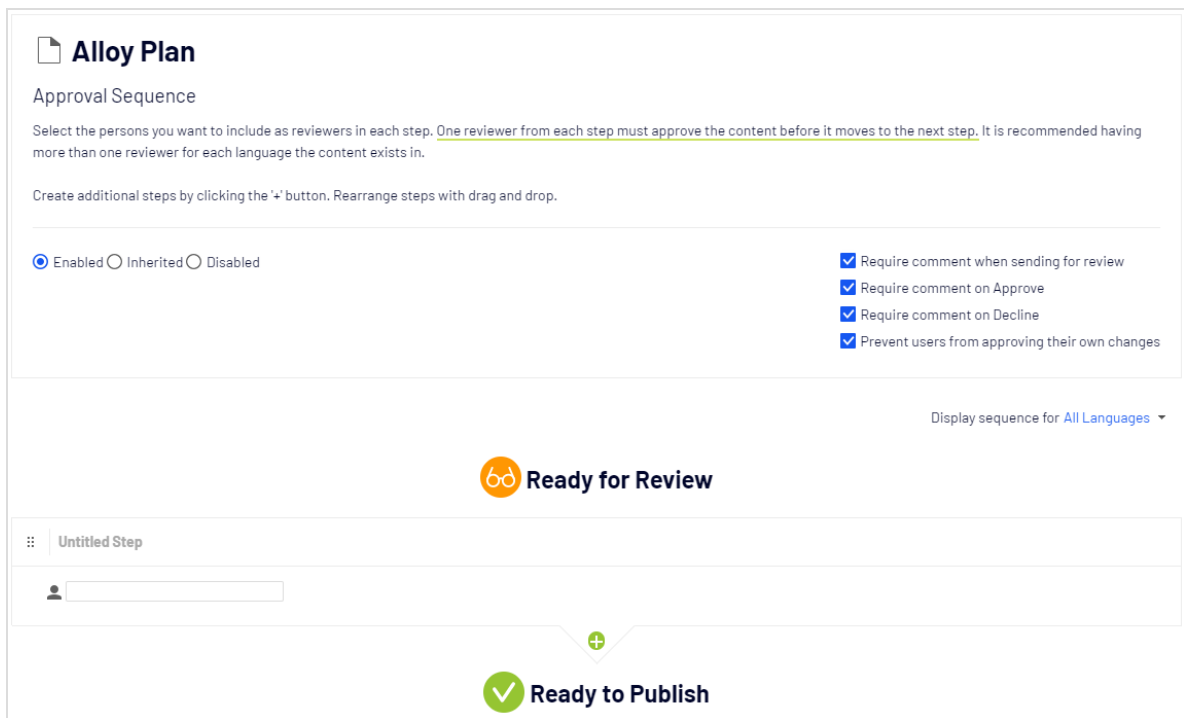 Alloy Plan
Approval Sequence
Select the persons you want to include as reviewers in each step. One reviewer from each step must approve the content before it moves to the next step. It is recommended having
more than one reviewer for each language the content exists in.
Create additional steps by clicking the '+' button. Rearrange steps with drag and drop.
Enabled Inherited Disabled
Require comment when sending for review
Require comment on Approve
Require comment on Decline
Prevent users from approving their own changes
Display sequence for All Languages
Ready for Review
Untitled Step
Ready to Publish